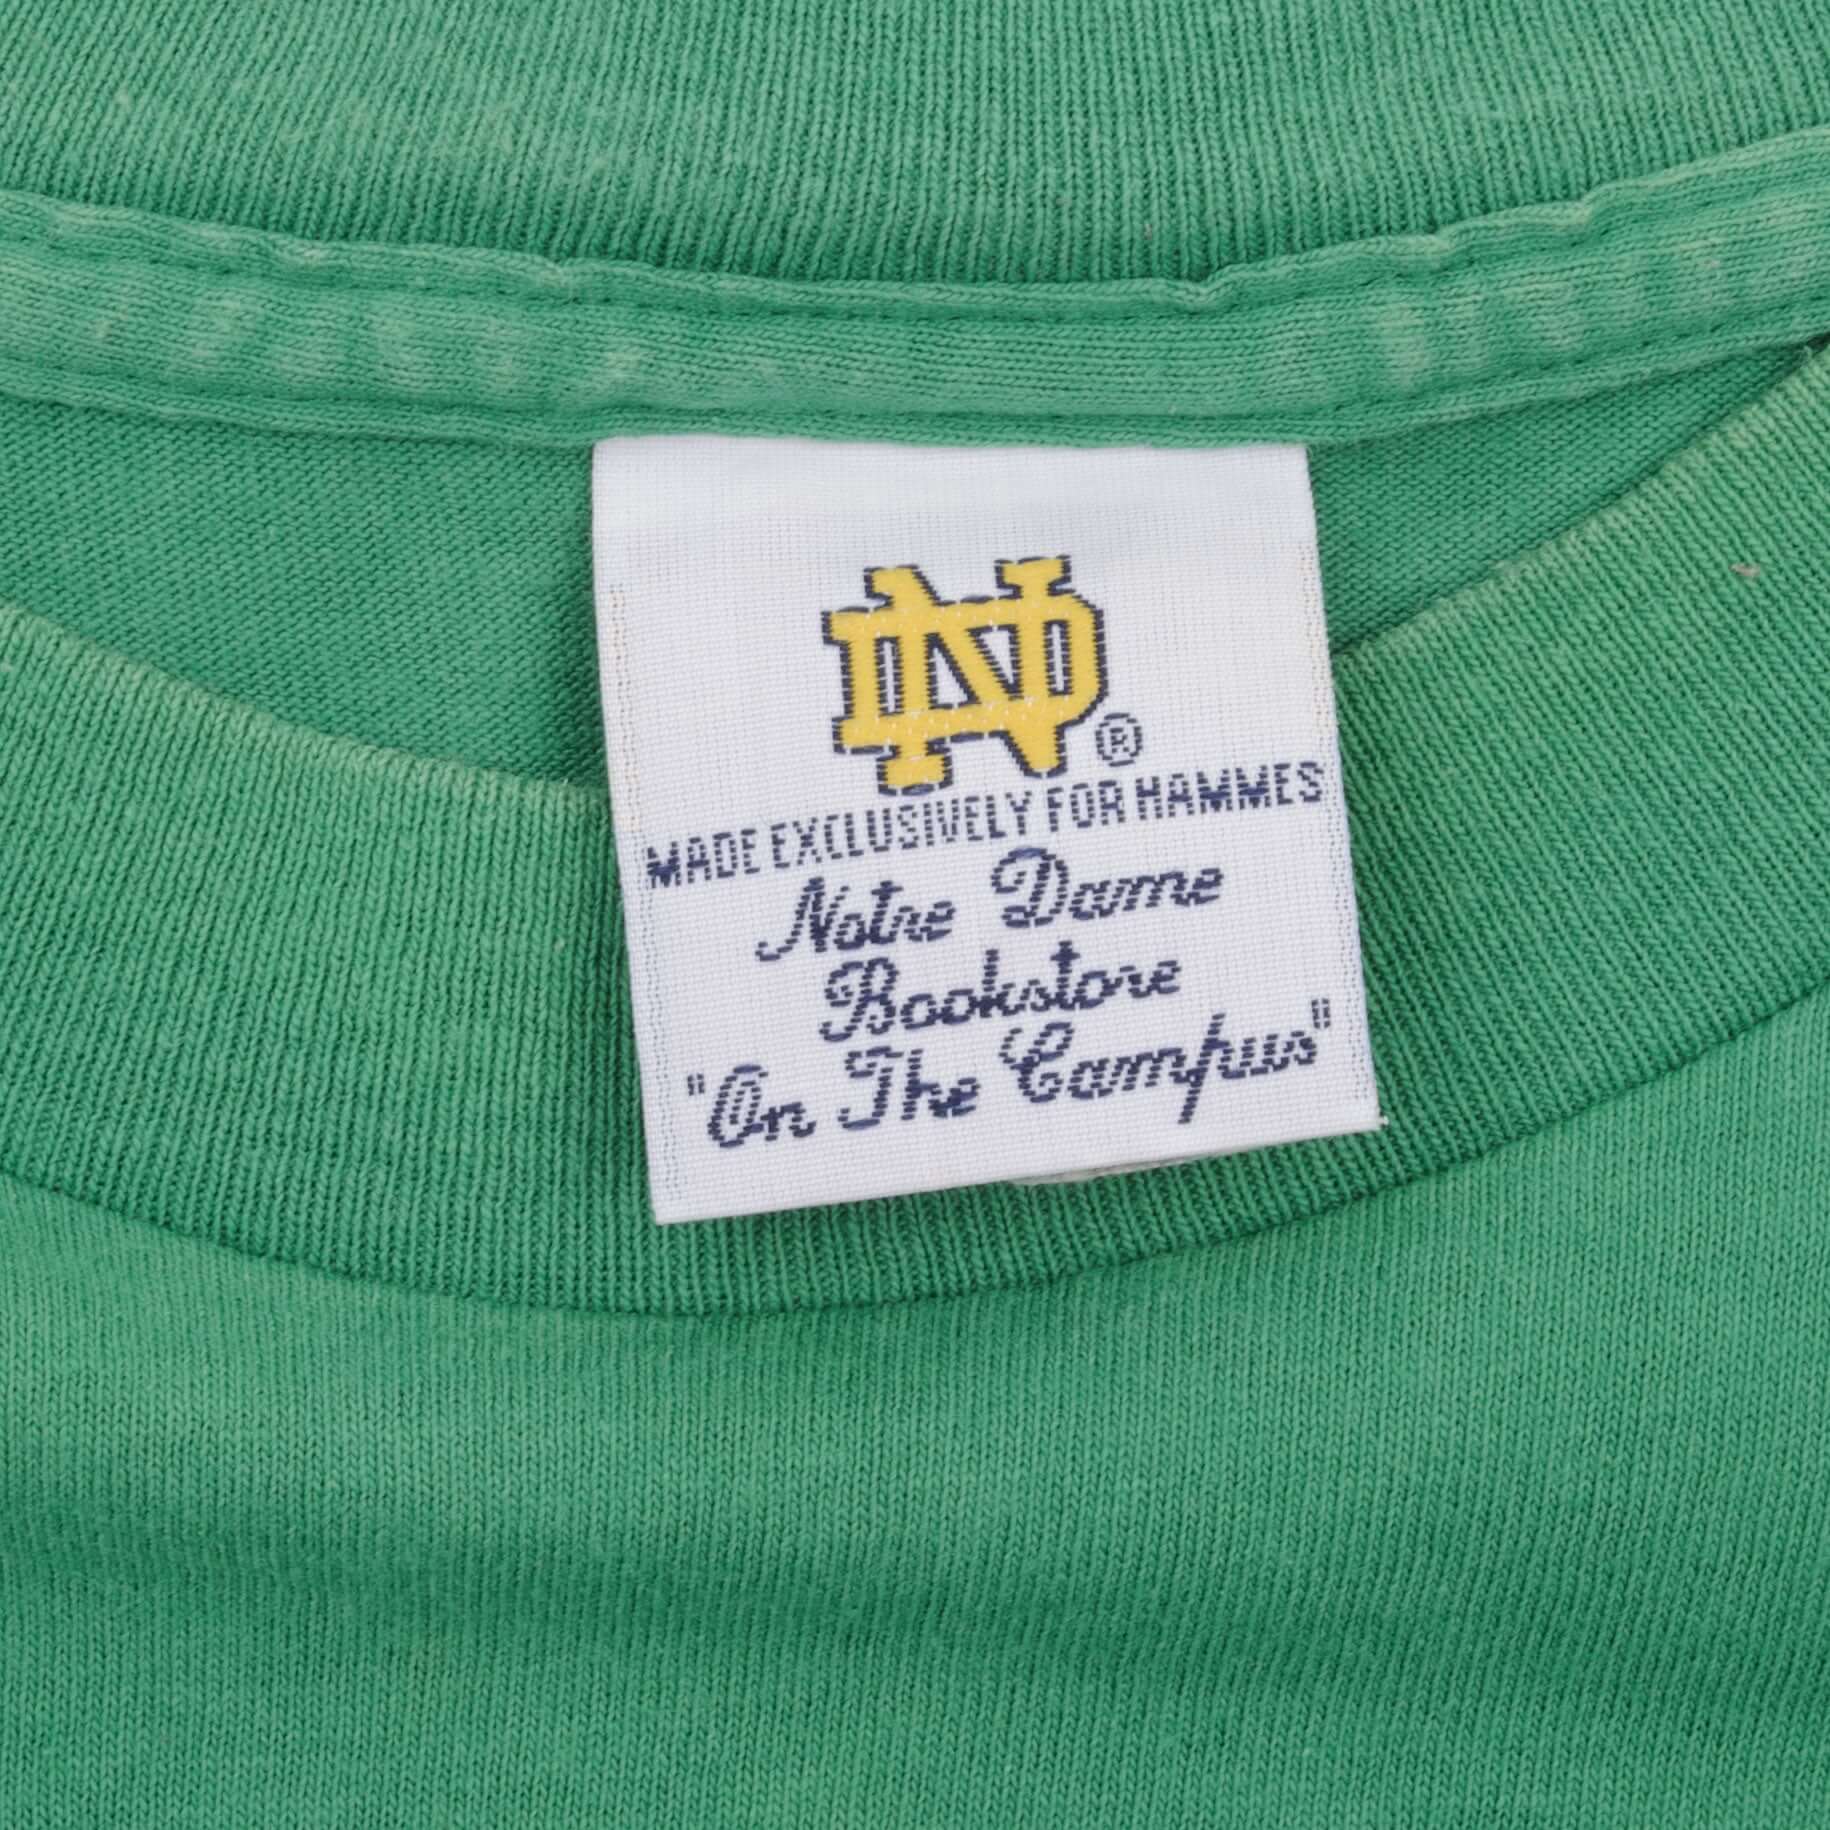 ND®
MADE EXCLUSIVELY FOR HAMMES
Notre Dame
Bookstore
"On The Campus"